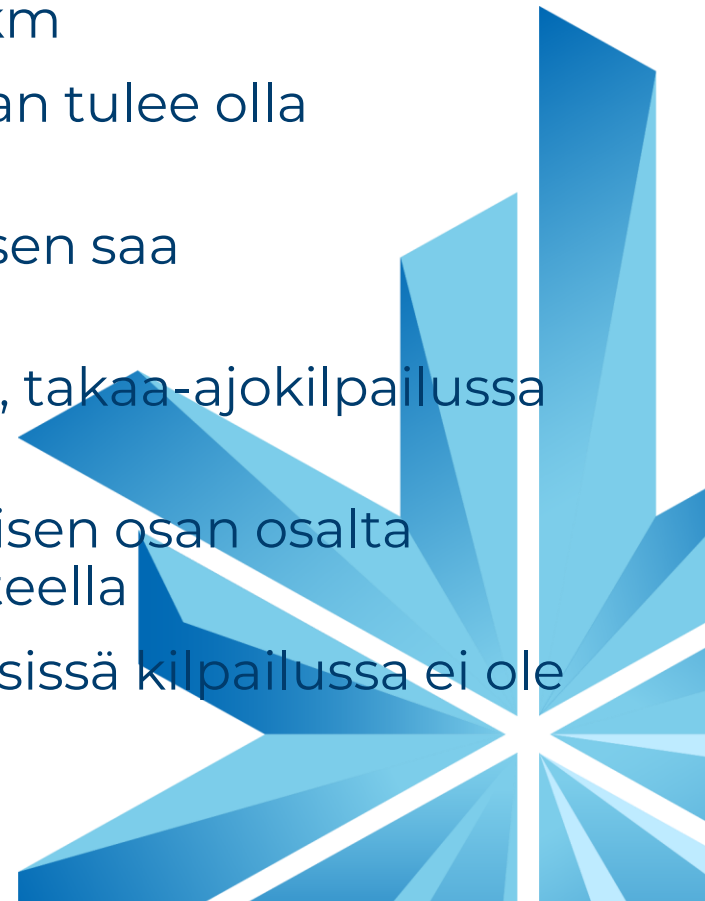 km
an tulee olla
sen saa
, takaa-ajokilpailussa
isen osan osalta
teella
sissä kilpailussa ei ole